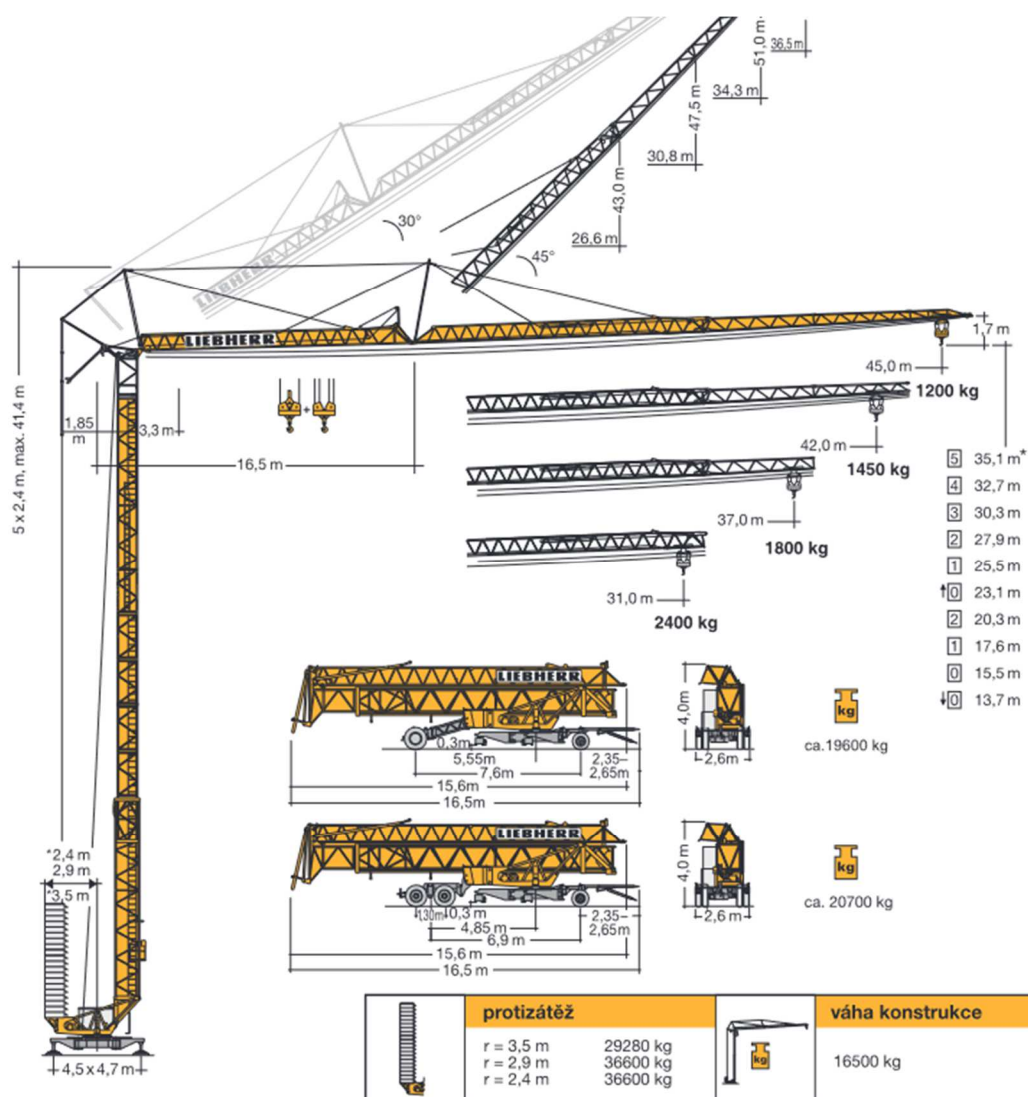 36,5 m
51,0 m
34,3 m
47,5 m
30,8 m
43,0 m
26,6 m
30°
45°
LIEBHERR
5 x 2,4 m, max. 41,4 m
LIEBHERR
1,7 m
45,0 m
1200 kg
1,85
m
3,3 m
+
16,5 m
42,0 m
1450 kg
37,0 m
1800 kg
31,0 m
2400 kg
5 35,1 m*
4 32,7 m
3 30,3 m
2 27,9 m
1 25,5 m
↑0 23,1 m
2 20,3 m
1 17,6 m
0 15,5 m
↓0 13,7 m
LIEBHERR
0,3m
5,55m
7,6m
2,35–
2,65m
15,6m
16,5m
4,0m
2,6m
kg
ca.19600 kg
LIEBHERR
1,30m
0,3 m
4,85 m
6,9 m
2,35–
2,65m
15,6 m
16,5 m
4,0 m
2,6 m
kg
ca. 20700 kg
*2,4 m
2,9 m
*3,5 m
4,5 x 4,7 m
protizátěž
r = 3,5 m 29280 kg
r = 2,9 m 36600 kg
r = 2,4 m 36600 kg
kg
váha konstrukce
16500 kg